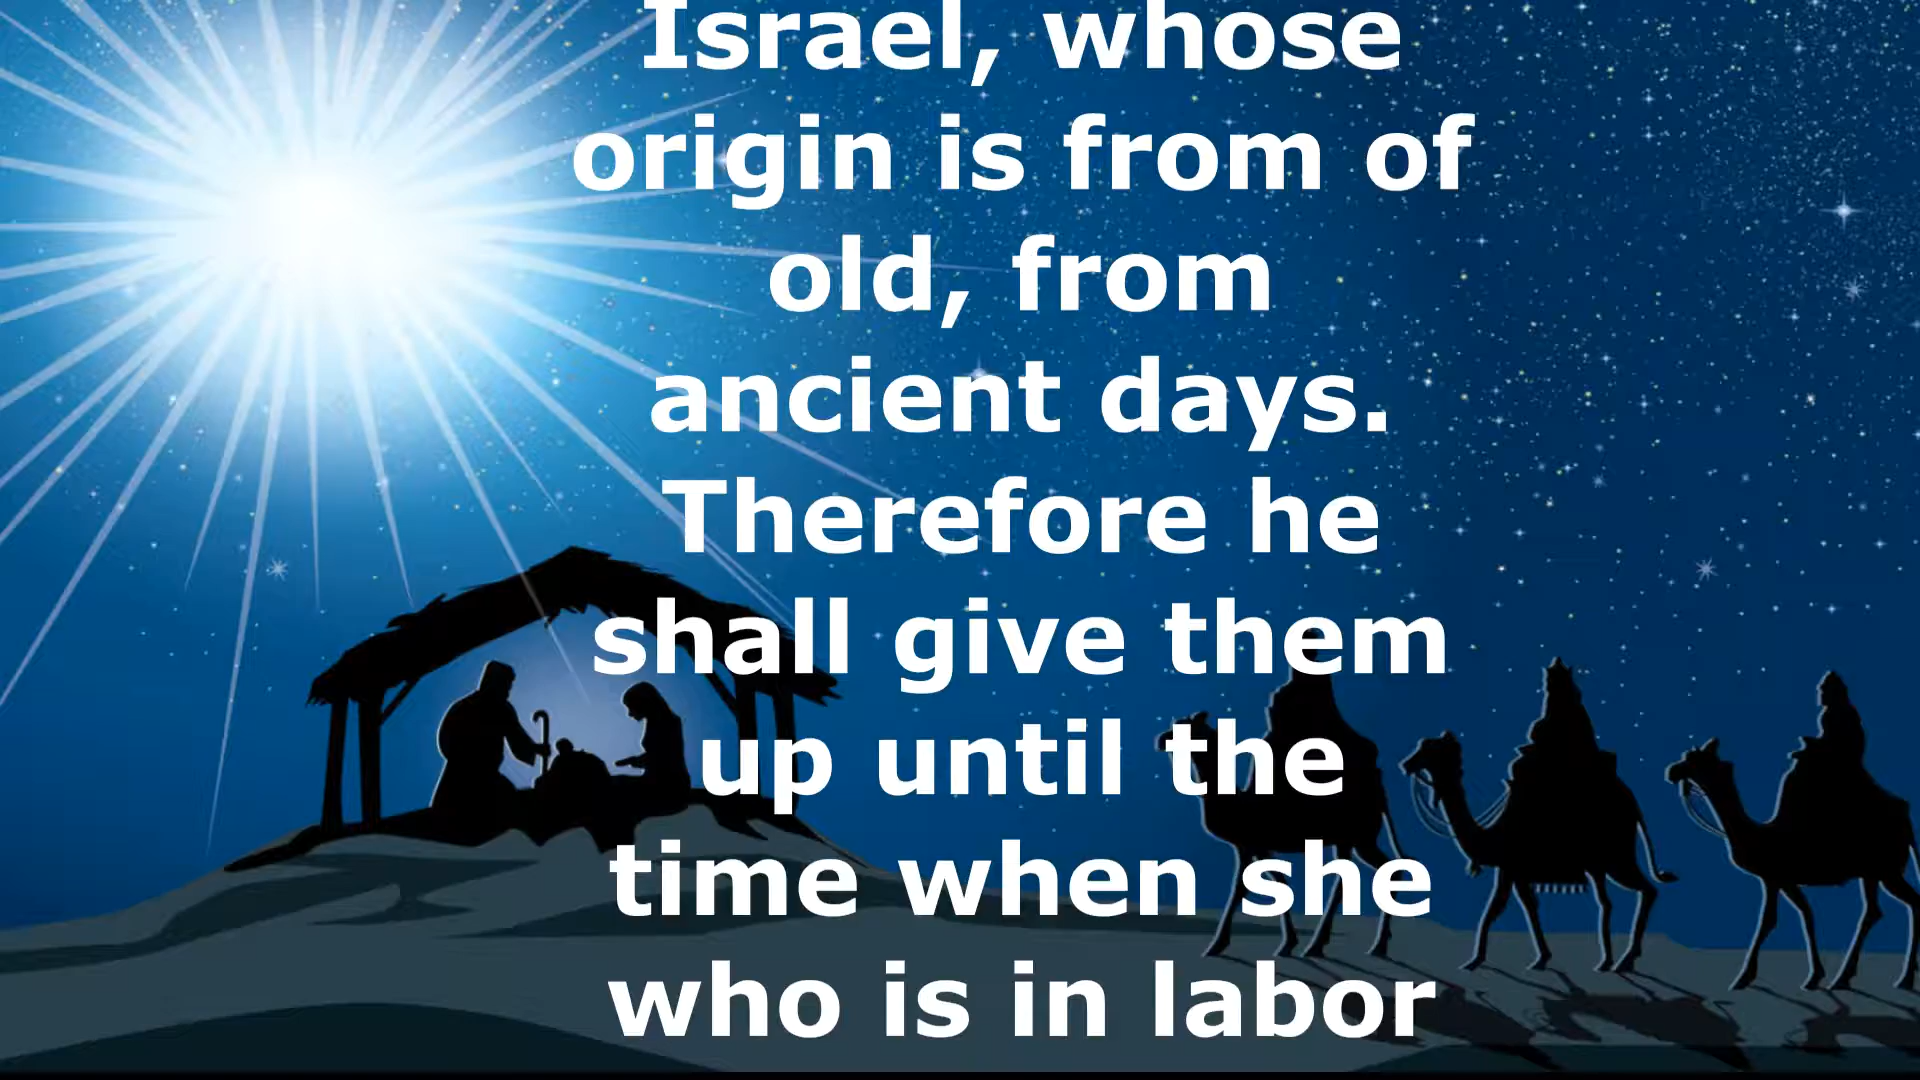 Israel, whose
origin is from of
old, from
ancient days.
Therefore he
shall give them
up until the
time when she
who is in labor